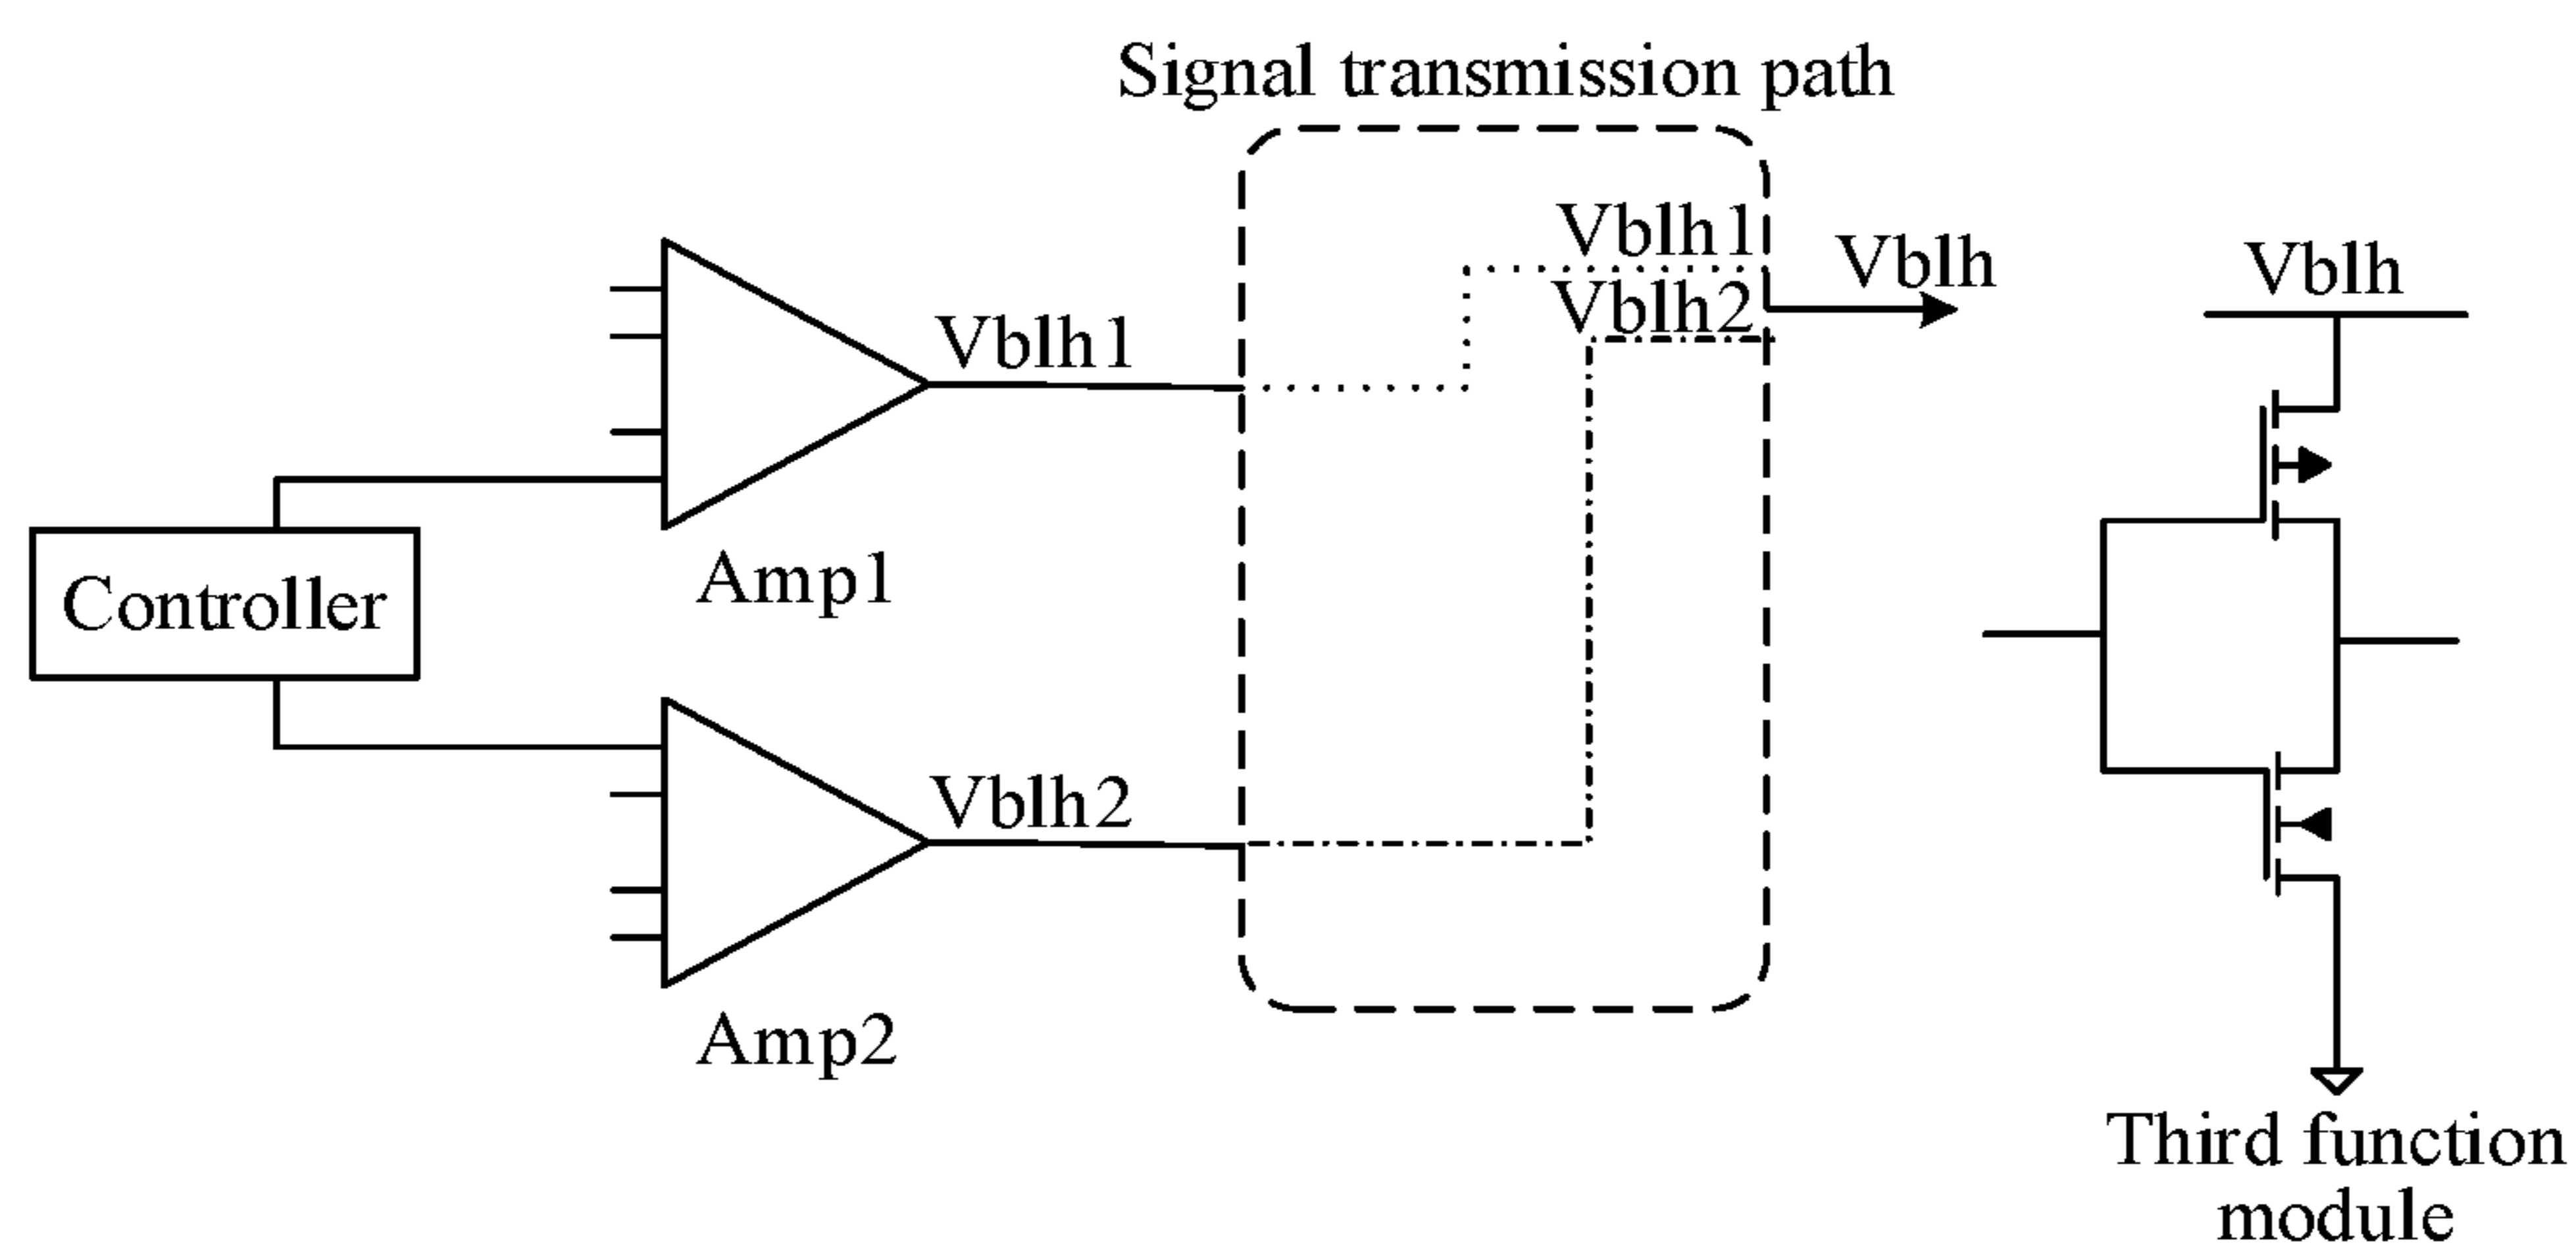 Signal transmission path
Vblh1
Vblh
Vblh
Vblh2
Vblh1
Controller
Amp1
Vblh2
Amp2
Third function
module